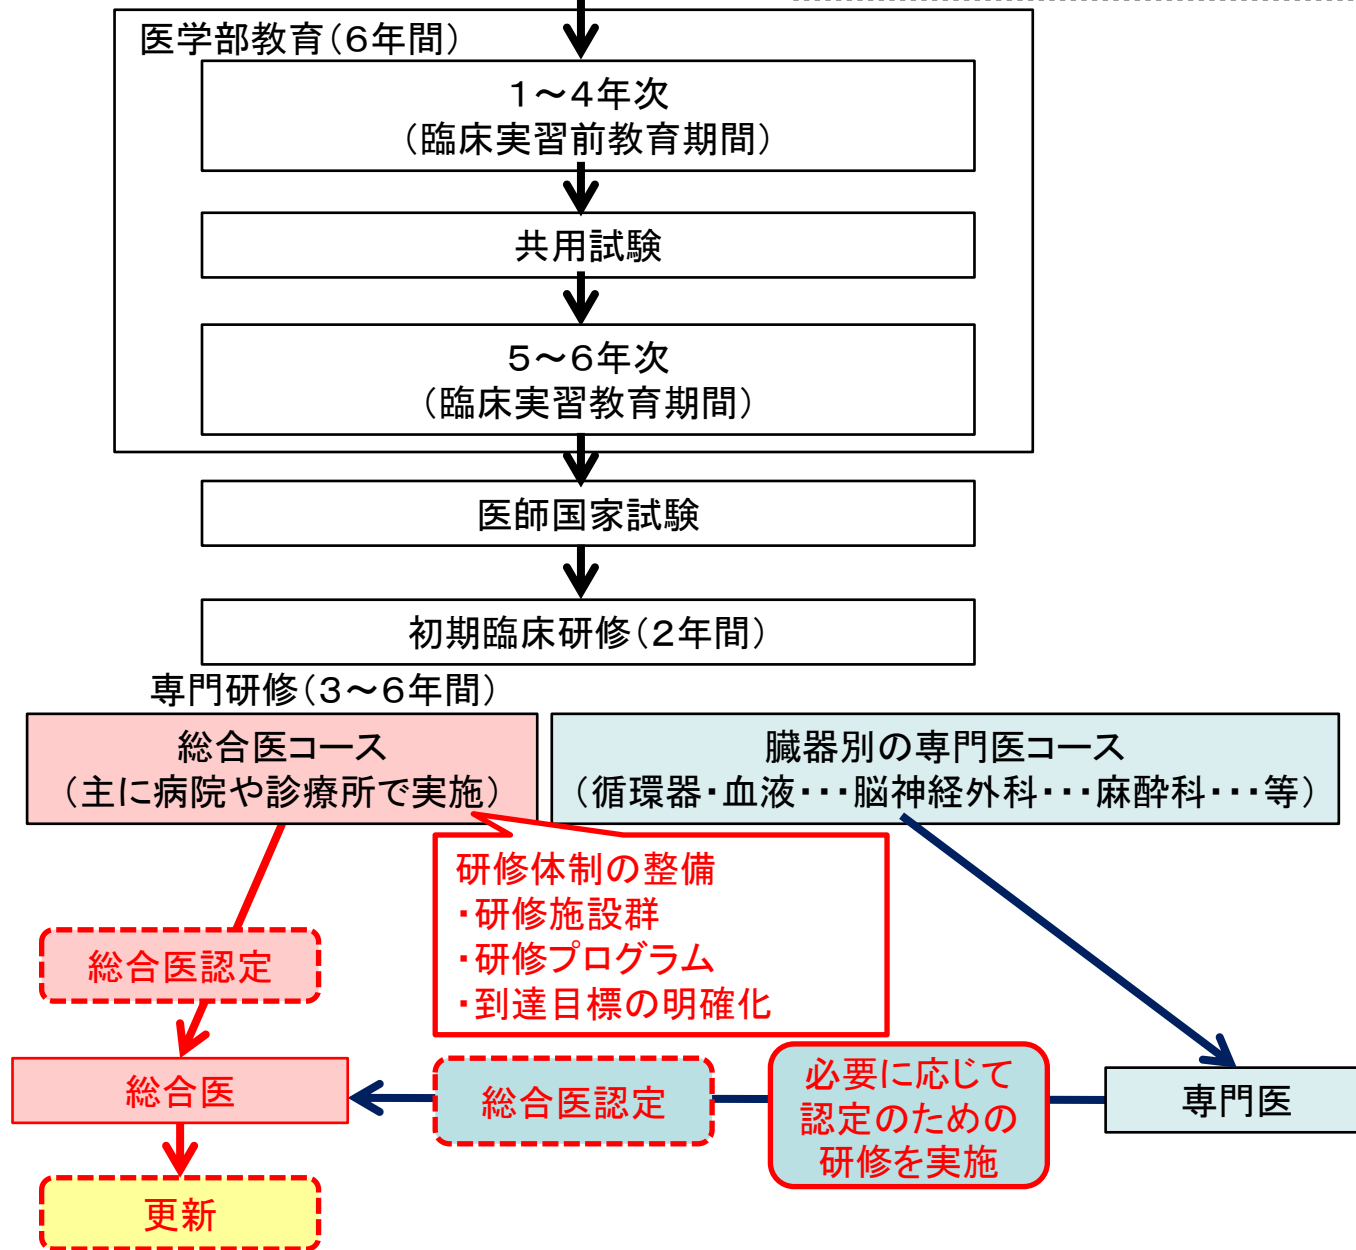 医学部教育(6年間)
1～4年次
(臨床実習前教育期間)
共用試験
5～6年次
(臨床実習教育期間)
医師国家試験
初期臨床研修(2年間)
専門研修(3～6年間)
総合医コース
(主に病院や診療所で実施)
臓器別の専門医コース
(循環器・血液・・・脳神経外科・・・麻酔科・・・等)
研修体制の整備
・研修施設群
・研修プログラム
・到達目標の明確化
総合医認定
総合医
総合医認定
必要に応じて
認定のための
研修を実施
専門医
更新